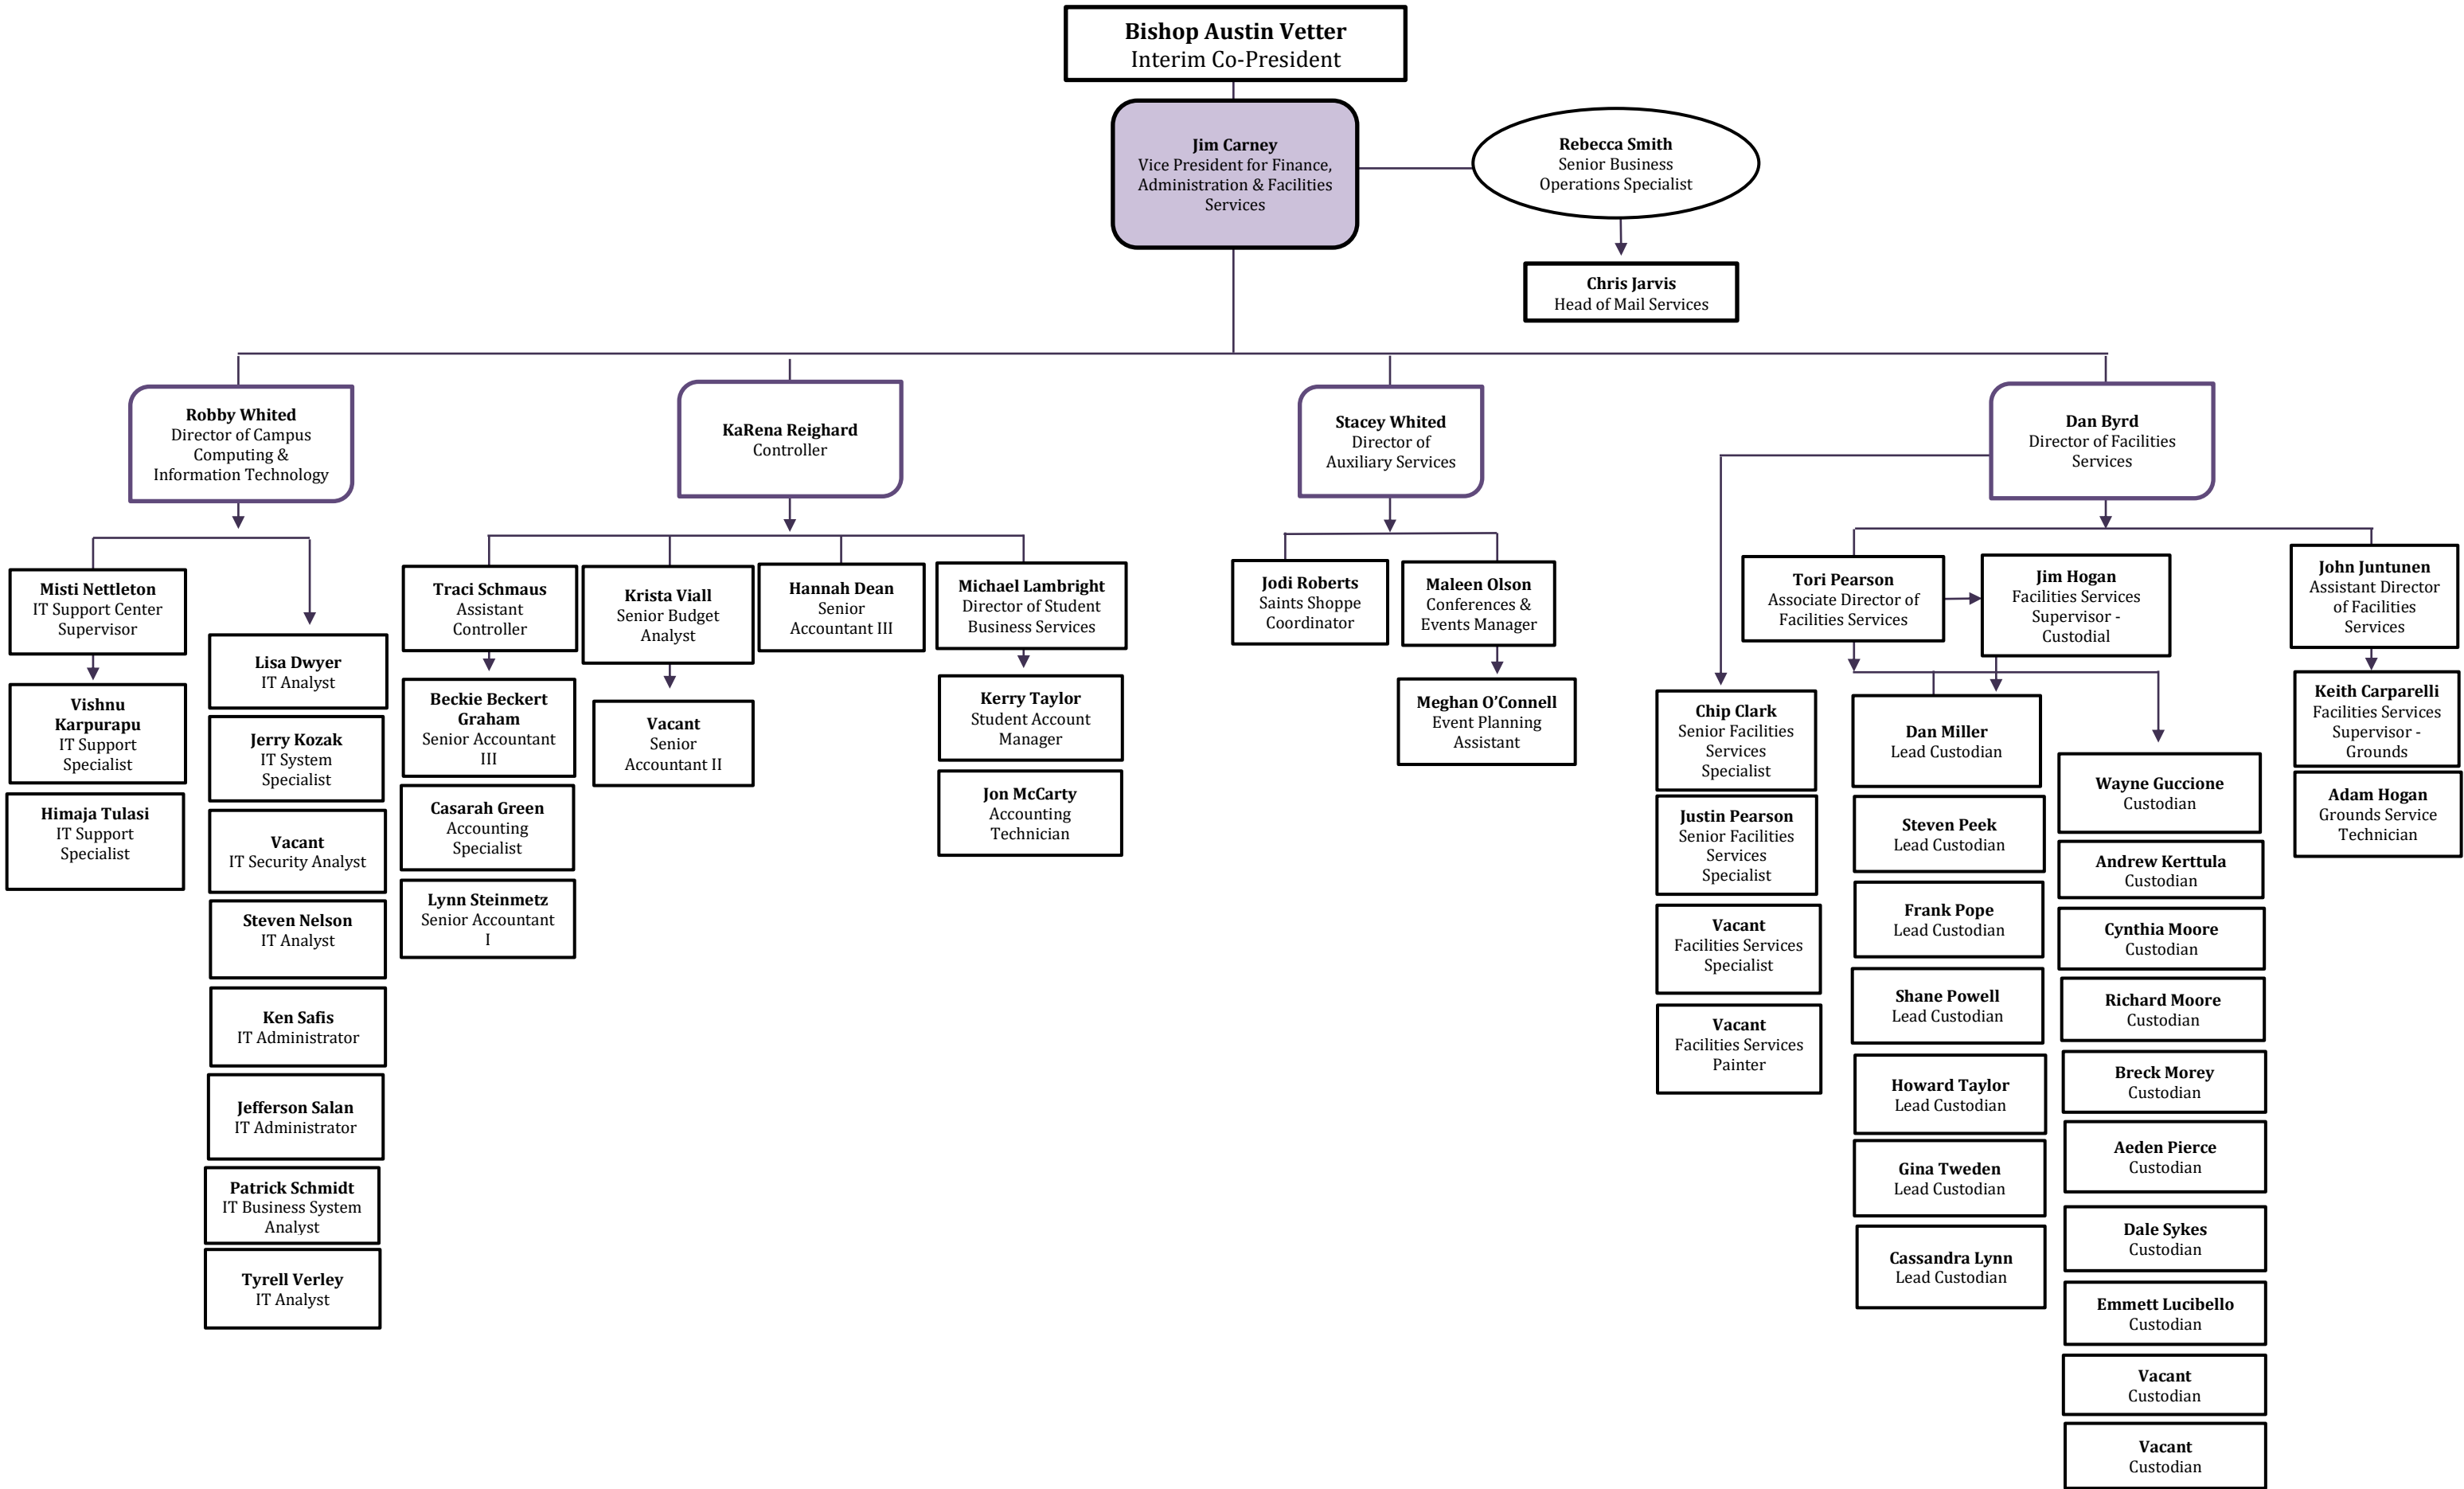 Bishop Austin Vetter
Interim Co-President
Jim Carney
Vice President for Finance,
Administration & Facilities
Services
Rebecca Smith
Senior Business
Operations Specialist
Chris Jarvis
Head of Mail Services
Robby Whited
Director of Campus
Computing &
Information Technology
KaRena Reighard
Controller
Stacey Whited
Director of
Auxiliary Services
Dan Byrd
Director of Facilities
Services
Misti Nettleton
IT Support Center
Supervisor
Vishnu
Karpurapu
IT Support
Specialist
Himaja Tulasi
IT Support
Specialist
Lisa Dwyer
IT Analyst
Jerry Kozak
IT System
Specialist
Vacant
IT Security Analyst
Steven Nelson
IT Analyst
Ken Safis
IT Administrator
Jefferson Salan
IT Administrator
Patrick Schmidt
IT Business System
Analyst
Tyrell Verley
IT Analyst
Traci Schmaus
Assistant
Controller
Beckie Beckert
Graham
Senior Accountant
III
Casarah Green
Accounting
Specialist
Lynn Steinmetz
Senior Accountant
I
Krista Viall
Senior Budget
Analyst
Vacant
Senior
Accountant II
Hannah Dean
Senior
Accountant III
Michael Lambright
Director of Student
Business Services
Kerry Taylor
Student Account
Manager
Jon McCarty
Accounting
Technician
Jodi Roberts
Saints Shoppe
Coordinator
Maleen Olson
Conferences &
Events Manager
Meghan O’Connell
Event Planning
Assistant
Chip Clark
Senior Facilities
Services
Specialist
Justin Pearson
Senior Facilities
Services
Specialist
Vacant
Facilities Services
Specialist
Vacant
Facilities Services
Painter
Tori Pearson
Associate Director of
Facilities Services
Jim Hogan
Facilities Services
Supervisor -
Custodial
Dan Miller
Lead Custodian
Steven Peek
Lead Custodian
Frank Pope
Lead Custodian
Shane Powell
Lead Custodian
Howard Taylor
Lead Custodian
Gina Tweden
Lead Custodian
Cassandra Lynn
Lead Custodian
Wayne Guccione
Custodian
Andrew Kerttula
Custodian
Cynthia Moore
Custodian
Richard Moore
Custodian
Breck Morey
Custodian
Aeden Pierce
Custodian
Dale Sykes
Custodian
Emmett Lucibello
Custodian
Vacant
Custodian
Vacant
Custodian
John Juntunen
Assistant Director
of Facilities
Services
Keith Carparelli
Facilities Services
Supervisor -
Grounds
Adam Hogan
Grounds Service
Technician